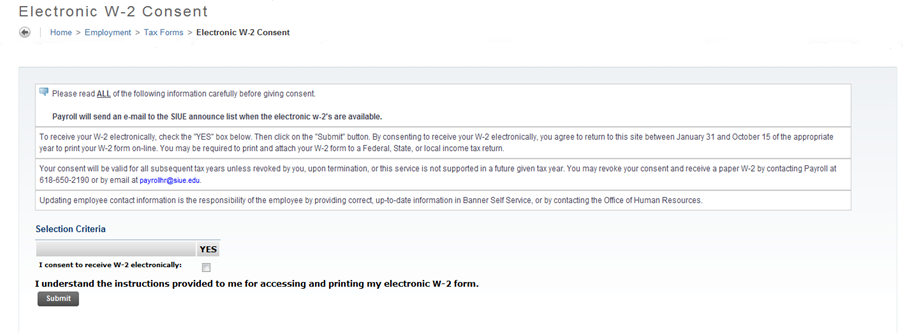 Electronic W-2 Consent
Home > Employment > Tax Forms > Electronic W-2 Consent
Please read ALL of the following information carefully before giving consent.
Payroll will send an e-mail to the SIUE announce list when the electronic w-2's are available.
To receive your W-2 electronically, check the "YES" box below. Then click on the "Submit" button. By consenting to receive your W-2 electronically, you agree to return to this site between January 31 and October 15 of the appropriate
year to print your W-2 form on-line. You may be required to print and attach your W-2 form to a Federal, State, or local income tax return.
Your consent will be valid for all subsequent tax years unless revoked by you, upon termination, or this service is not supported in a future given tax year. You may revoke your consent and receive a paper W-2 by contacting Payroll at
618-650-2190 or by email at payrollhr@siue.edu.
Updating employee contact information is the responsibility of the employee by providing correct, up-to-date information in Banner Self Service, or by contacting the Office of Human Resources.
Selection Criteria
YES
I consent to receive W-2 electronically:
I understand the instructions provided to me for accessing and printing my electronic W-2 form.
Submit